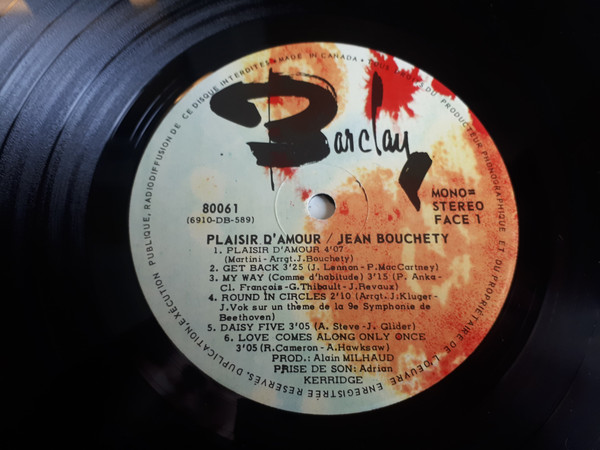 Barclay
80061
(6910-DB-589)
MONO=
STEREO
FACE 1
PLAISIR D'AMOUR / JEAN BOUCHETY
1. PLAISIR D'AMOUR 4'07
(Martini - Arrgt.J.Bouchety)
2. GET BACK 3'25 (J. Lennon - P.MacCartney)
3. MY WAY (Comme d'habitude) 3'15 (P. Anka-
Cl. François-G.Thibault-J.Revaux)
4. ROUND IN CIRCLES 2'10 (Arrgt. J.Kluger-
J.Vok sur un thème de la 9e Symphonie de
Beethoven)
5. DAISY FIVE 3'05 (A. Steve-J. Glider)
6. LOVE COMES ALONG ONLY ONCE
3'05 (R.Cameron-A.Hawksaw)
PROD.: Alain MILHAUD
PRISE DE SON: Adrian
KERRIDGE
DU PRODUCTEUR PHONOGRAPHIQUE ET DU PROPRIETAIRE DE L'OEUVRE ENREGISTRÉE RESERVÉS. DUPLICATION, EXÉCUTION PUBLIQUE, RADIODIFFUSION DE CE DISQUE INTERDITES • MADE IN CANADA •